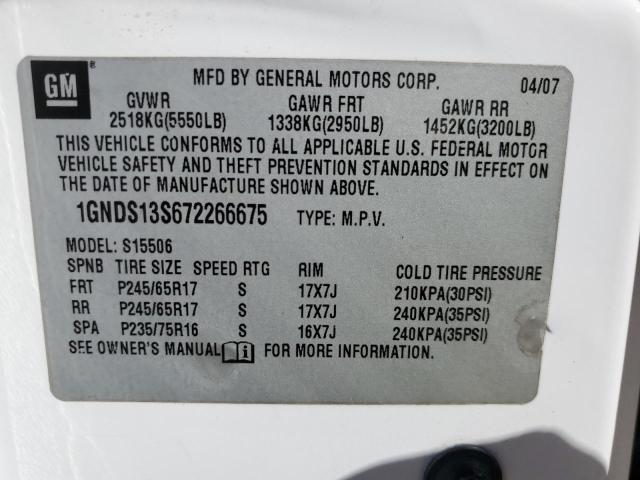 GM ®
MFD BY GENERAL MOTORS CORP. 04/07
GVWR GAWR FRT GAWR RR
2518KG(5550LB) 1338KG(2950LB) 1452KG(3200LB)
THIS VEHICLE CONFORMS TO ALL APPLICABLE U.S. FEDERAL MOTOR
VEHICLE SAFETY AND THEFT PREVENTION STANDARDS IN EFFECT ON
THE DATE OF MANUFACTURE SHOWN ABOVE.
1GNDS13S672266675 TYPE: M.P.V.
MODEL: S15506
SPNB TIRE SIZE SPEED RTG RIM COLD TIRE PRESSURE
FRT P245/65R17 S 17X7J 210KPA(30PSI)
RR P245/65R17 S 17X7J 240KPA(35PSI)
SPA P235/75R16 S 16X7J 240KPA(35PSI)
SEE OWNER'S MANUAL FOR MORE INFORMATION.